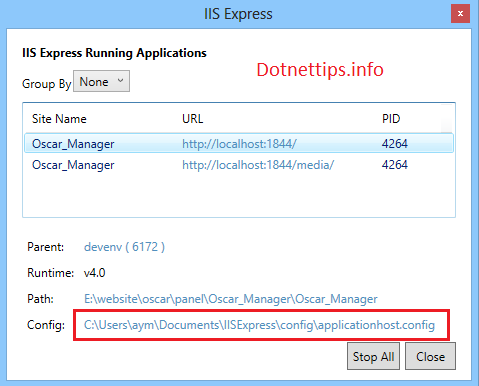 IIS Express
x
IIS Express Running Applications
Dotnettips.info
Group By None
Site Name URL PID
Oscar_Manager http://localhost:1844/ 4264
Oscar_Manager http://localhost:1844/media/ 4264
Parent: devenv ( 6172 )
Runtime: v4.0
Path: E:\website\oscar\panel\Oscar_Manager\Oscar_Manager
Config: C:\Users\aym\Documents\IISExpress\config\applicationhost.config
Stop All Close